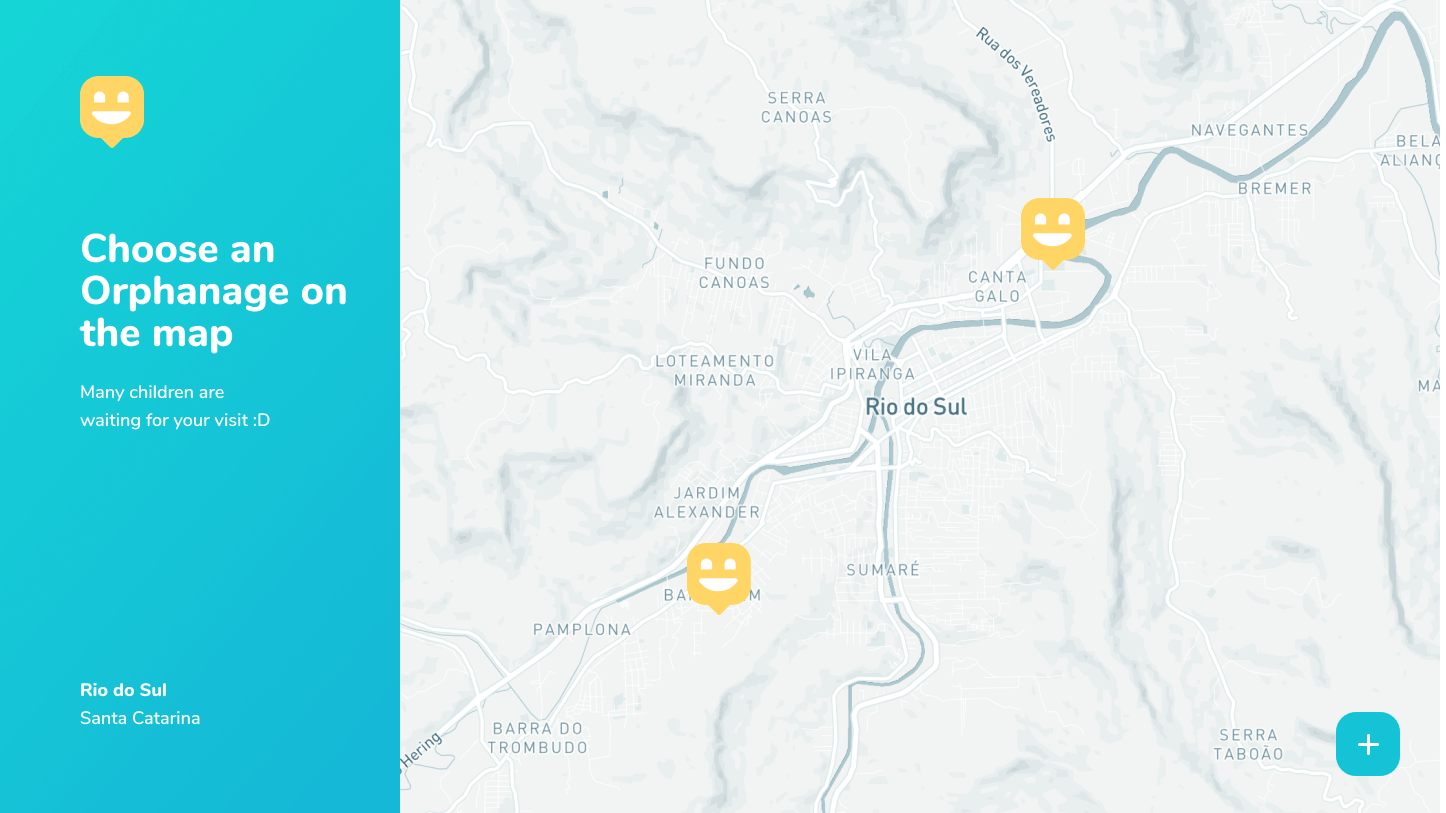 Choose an
Orphanage on
the map
Many children are
waiting for your visit :D
Rio do Sul
Santa Catarina
Rua dos Vereadores
SERRA
CANOAS
NAVEGANTES
BREMER
FUNDO
CANOAS
CANTA
GALO
LOTEAMENTO
MIRANDA
VILA
IPIRANGA
Rio do Sul
JARDIM
ALEXANDER
SUMARÉ
PAMPLONA
BARRA DO
TROMBUDO
Hering
SERRA
TABOÃO